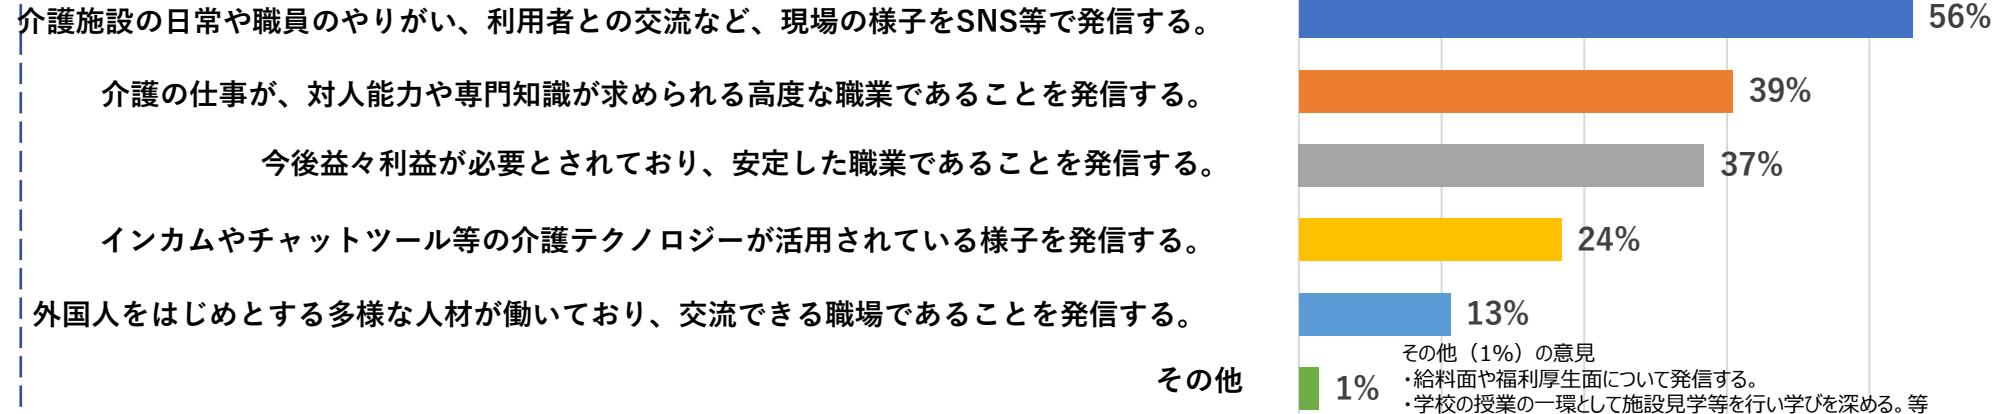 介護施設の日常や職員のやりがい、利用者との交流など、現場の様子をSNS等で発信する。 56%
介護の仕事が、対人能力や専門知識が求められる高度な職業であることを発信する。 39%
今後益々利益が必要とされており、安定した職業であることを発信する。 37%
インカムやチャットツール等の介護テクノロジーが活用されている様子を発信する。 24%
外国人をはじめとする多様な人材が働いており、交流できる職場であることを発信する。 13%
その他 1%
その他（1%）の意見
・給料面や福利厚生面について発信する。
・学校の授業の一環として施設見学等を行い学びを深める。等